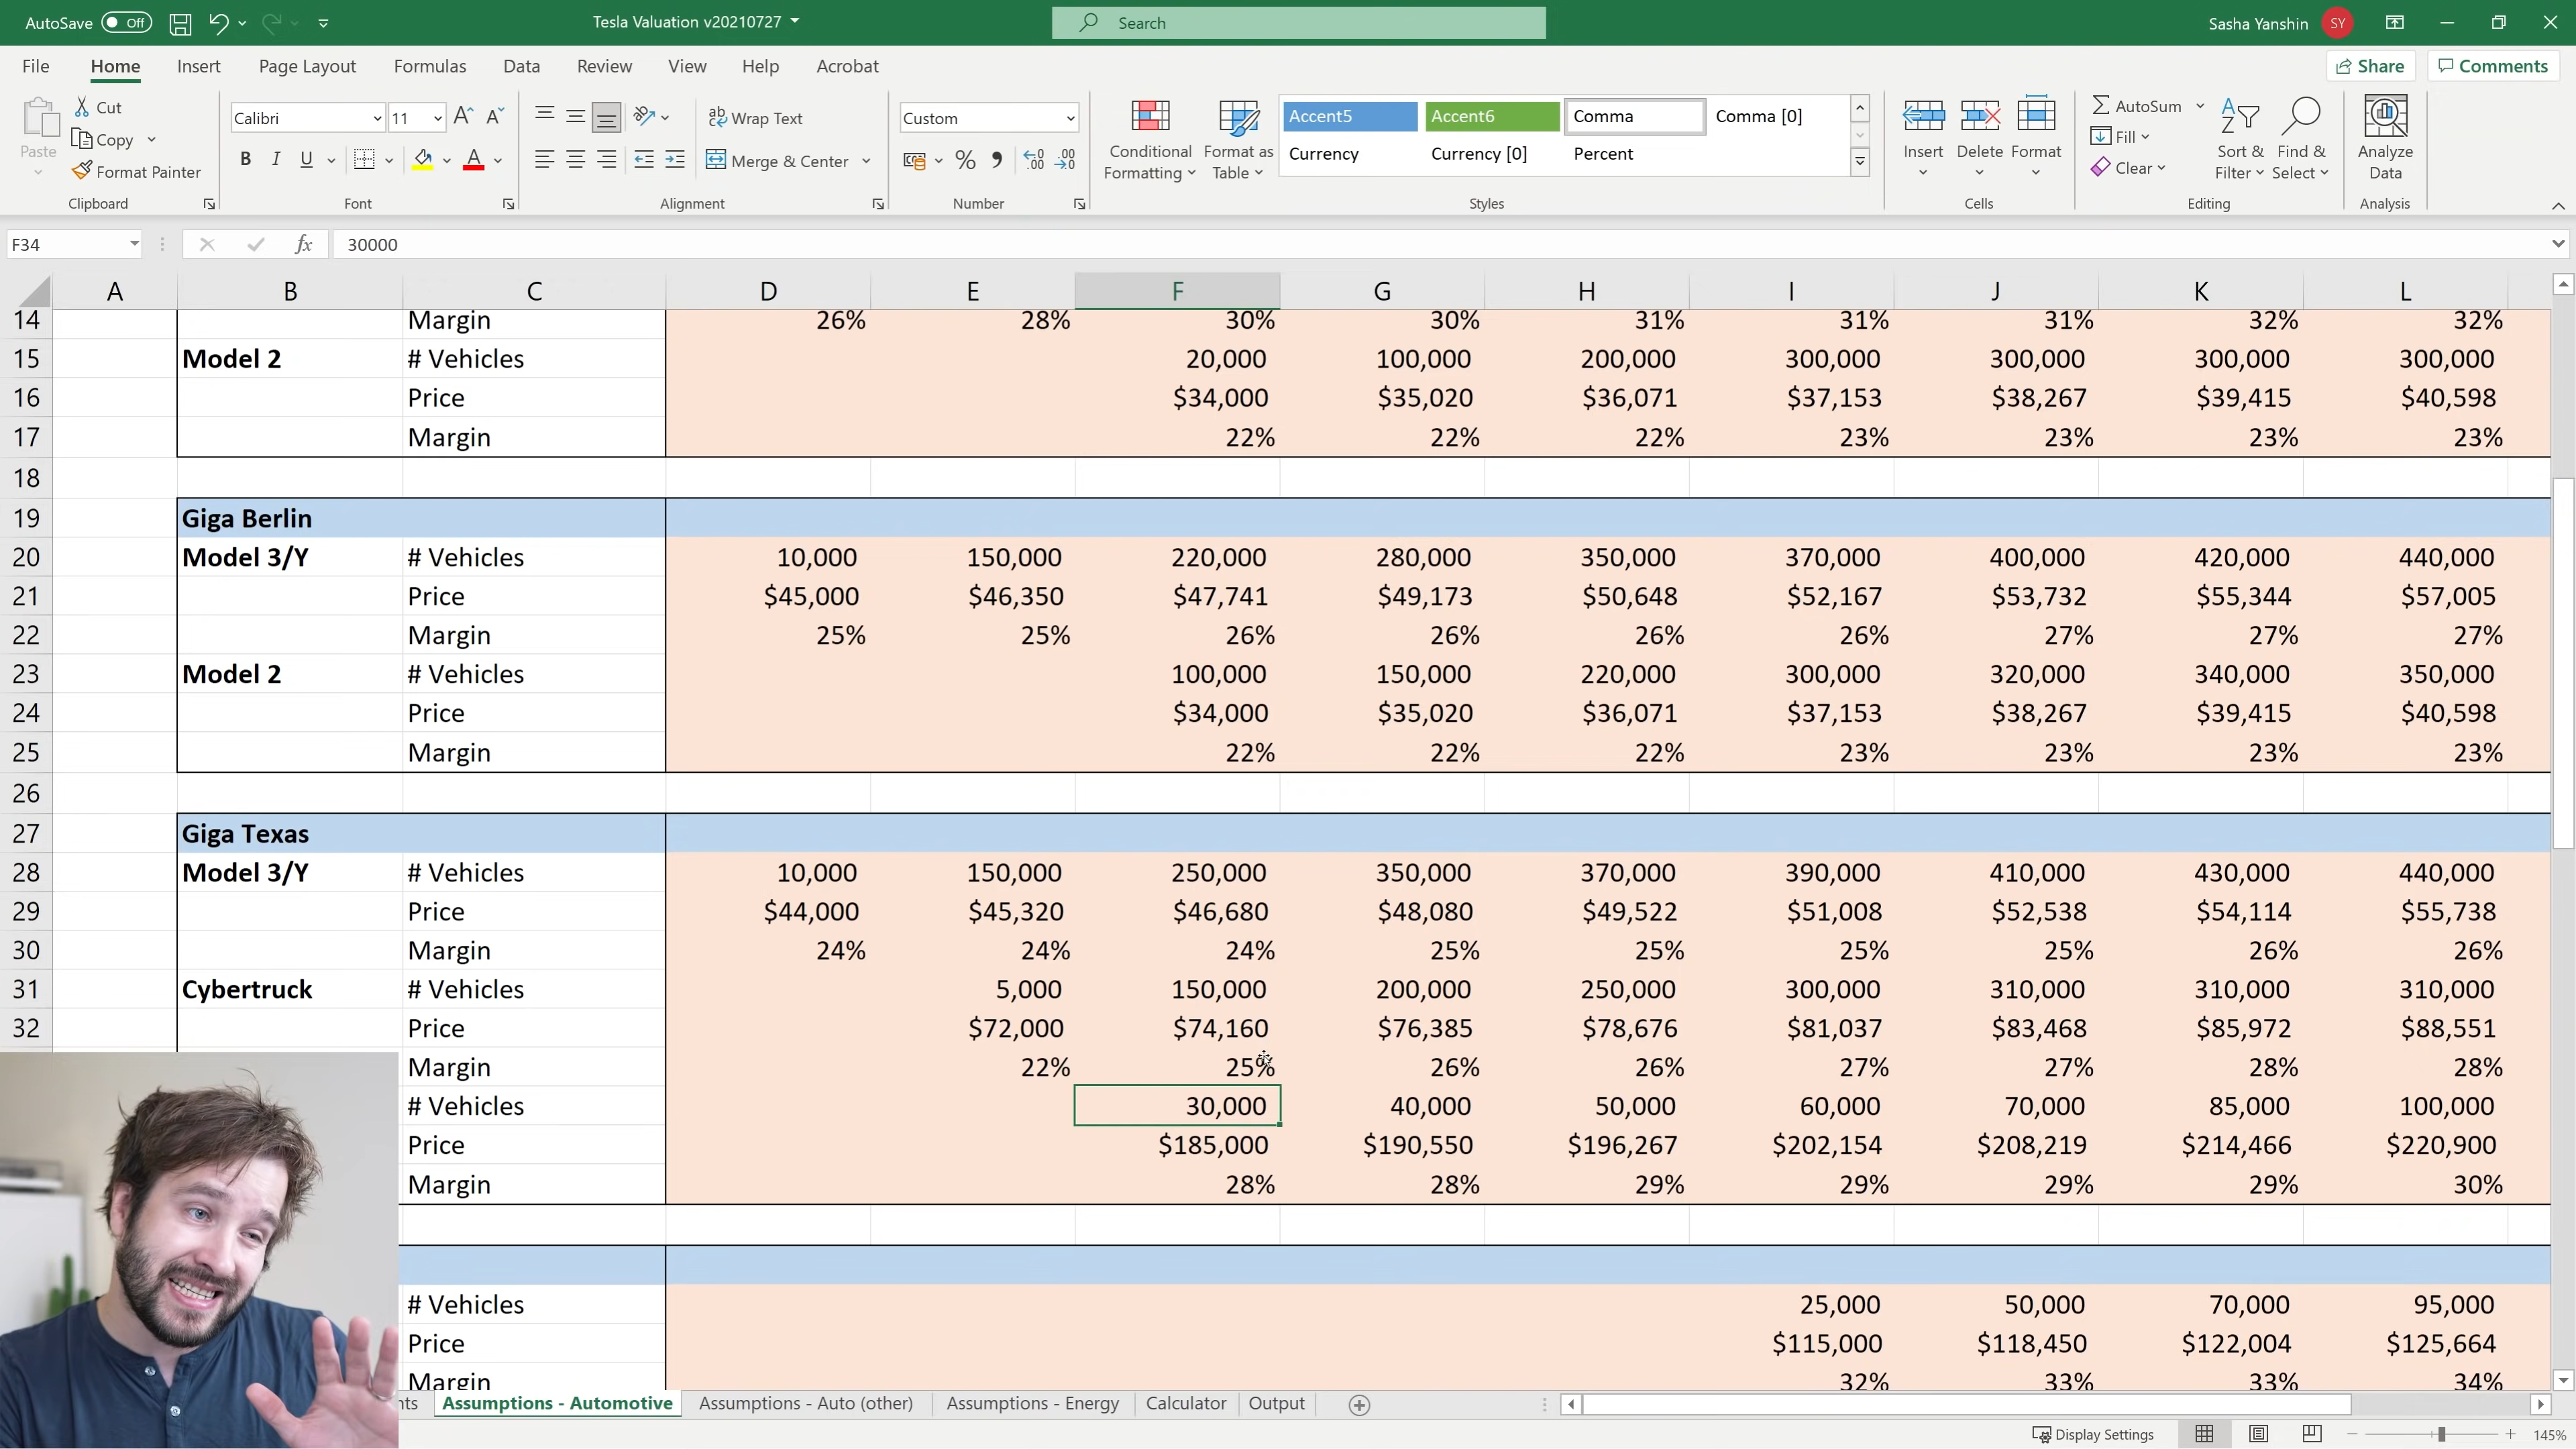 AutoSave Off Tesla Valuation v20210727 Search Sasha Yanshin SY
File Home Insert Page Layout Formulas Data Review View Help Acrobat Share Comments
Paste Cut Copy Format Painter Clipboard
Calibri 11 B I U Font
Wrap Text Merge & Center Alignment
Custom % Number
Conditional Formatting Format as Table
Accent5 Accent6 Comma Comma [0]
Currency Currency [0] Percent
Styles
Insert Delete Format Cells
AutoSum Fill Clear Sort & Filter Find & Select Editing
Analyze Data Analysis
F34 fx 30000
A B C D E F G H I J K L
14 Margin 26% 28% 30% 30% 31% 31% 31% 32% 32%
15 Model 2 # Vehicles 20,000 100,000 200,000 300,000 300,000 300,000 300,000
16 Price $34,000 $35,020 $36,071 $37,153 $38,267 $39,415 $40,598
17 Margin 22% 22% 22% 23% 23% 23% 23%
18
19 Giga Berlin
20 Model 3/Y # Vehicles 10,000 150,000 220,000 280,000 350,000 370,000 400,000 420,000 440,000
21 Price $45,000 $46,350 $47,741 $49,173 $50,648 $52,167 $53,732 $55,344 $57,005
22 Margin 25% 25% 26% 26% 26% 26% 27% 27% 27%
23 Model 2 # Vehicles 100,000 150,000 220,000 300,000 320,000 340,000 350,000
24 Price $34,000 $35,020 $36,071 $37,153 $38,267 $39,415 $40,598
25 Margin 22% 22% 22% 23% 23% 23% 23%
26
27 Giga Texas
28 Model 3/Y # Vehicles 10,000 150,000 250,000 350,000 370,000 390,000 410,000 430,000 440,000
29 Price $44,000 $45,320 $46,680 $48,080 $49,522 $51,008 $52,538 $54,114 $55,738
30 Margin 24% 24% 24% 25% 25% 25% 25% 26% 26%
31 Cybertruck # Vehicles 5,000 150,000 200,000 250,000 300,000 310,000 310,000 310,000
32 Price $72,000 $74,160 $76,385 $78,676 $81,037 $83,468 $85,972 $88,551
Margin 22% 25% 26% 26% 27% 27% 28% 28%
# Vehicles 30,000 40,000 50,000 60,000 70,000 85,000 100,000
Price $185,000 $190,550 $196,267 $202,154 $208,219 $214,466 $220,900
Margin 28% 28% 29% 29% 29% 29% 30%
# Vehicles 25,000 50,000 70,000 95,000
Price $115,000 $118,450 $122,004 $125,664
Margin 32% 33% 33% 34%
nts Assumptions - Automotive Assumptions - Auto (other) Assumptions - Energy Calculator Output
Display Settings 145%